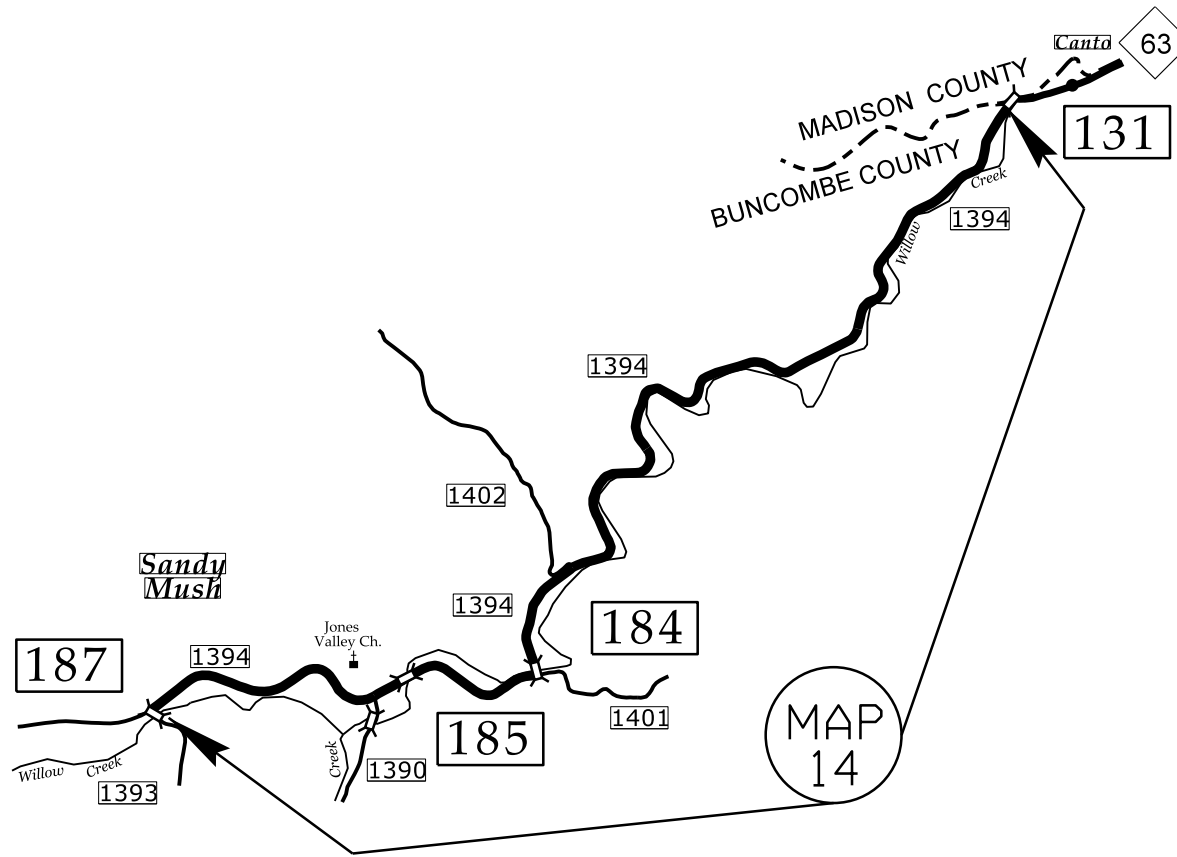 Canto
63
MADISON COUNTY
131
BUNCOMBE COUNTY
Creek
1394
Willow
1394
1402
Sandy
Mush
1394
184
Jones
Valley Ch.
187
1394
1401
MAP
14
185
Creek
1390
Willow Creek
1393